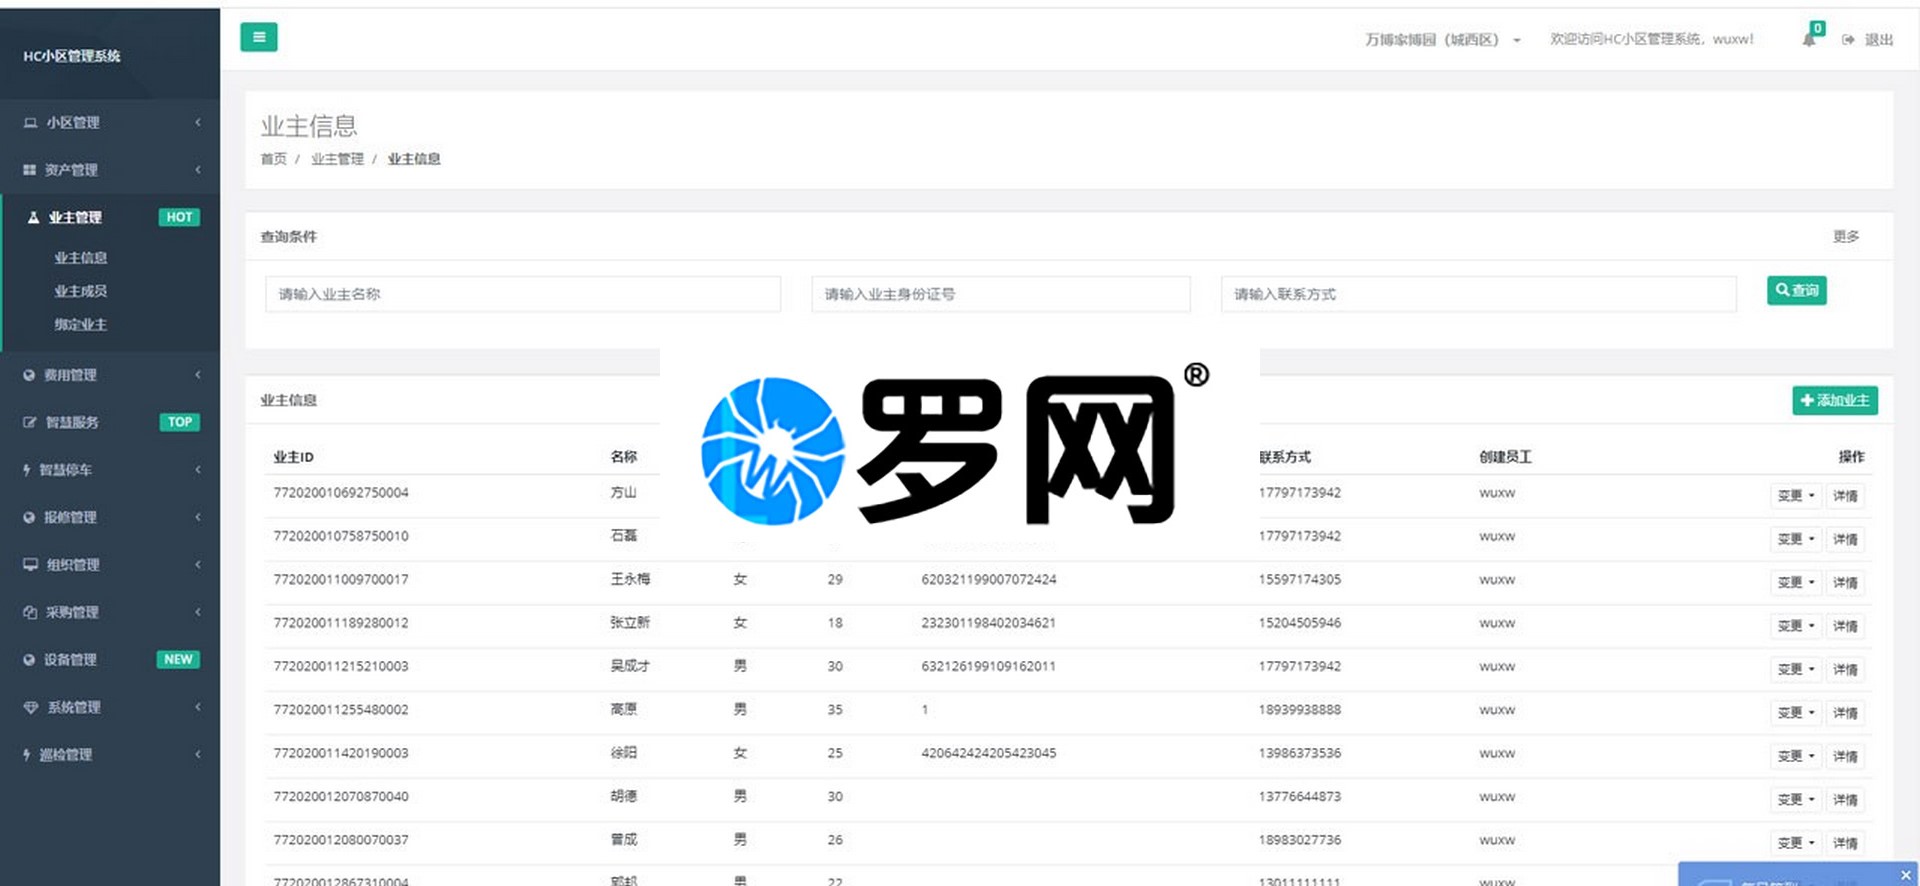 HC小区管理系统
万博家博园（城西区）
欢迎访问HC小区管理系统，wuxw!
0
退出
小区管理
资产管理
业主管理 HOT
业主信息
业主成员
绑定业主
费用管理
智慧服务 TOP
智慧停车
报修管理
组织管理
采购管理
设备管理 NEW
系统管理
巡检管理
业主信息
首页 / 业主管理 / 业主信息
查询条件 更多
请输入业主名称 请输入业主身份证号 请输入联系方式 查询
业主信息 添加业主
罗网®
业主ID 名称 联系方式 创建员工 操作
772020010692750004 方山 17797173942 wuxw 变更 详情
772020010758750010 石磊 17797173942 wuxw 变更 详情
772020011009700017 王永梅 女 29 620321199007072424 15597174305 wuxw 变更 详情
772020011189280012 张立新 女 18 232301198402034621 15204505946 wuxw 变更 详情
772020011215210003 吴成才 男 30 632126199109162011 17797173942 wuxw 变更 详情
772020011255480002 高原 男 35 1 18939938888 wuxw 变更 详情
772020011420190003 徐阳 女 25 420642424205423045 13986373536 wuxw 变更 详情
772020012070870040 胡德 男 30 13776644873 wuxw 变更 详情
772020012080070037 曾成 男 26 18983027736 wuxw 变更 详情
772020012867310004 男 22 13011111111 wuxw